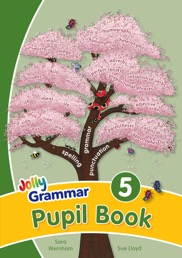 spelling
grammar
punctuation
Jolly
Grammar
5
Pupil Book
Sara
Wernham
Sue Lloyd